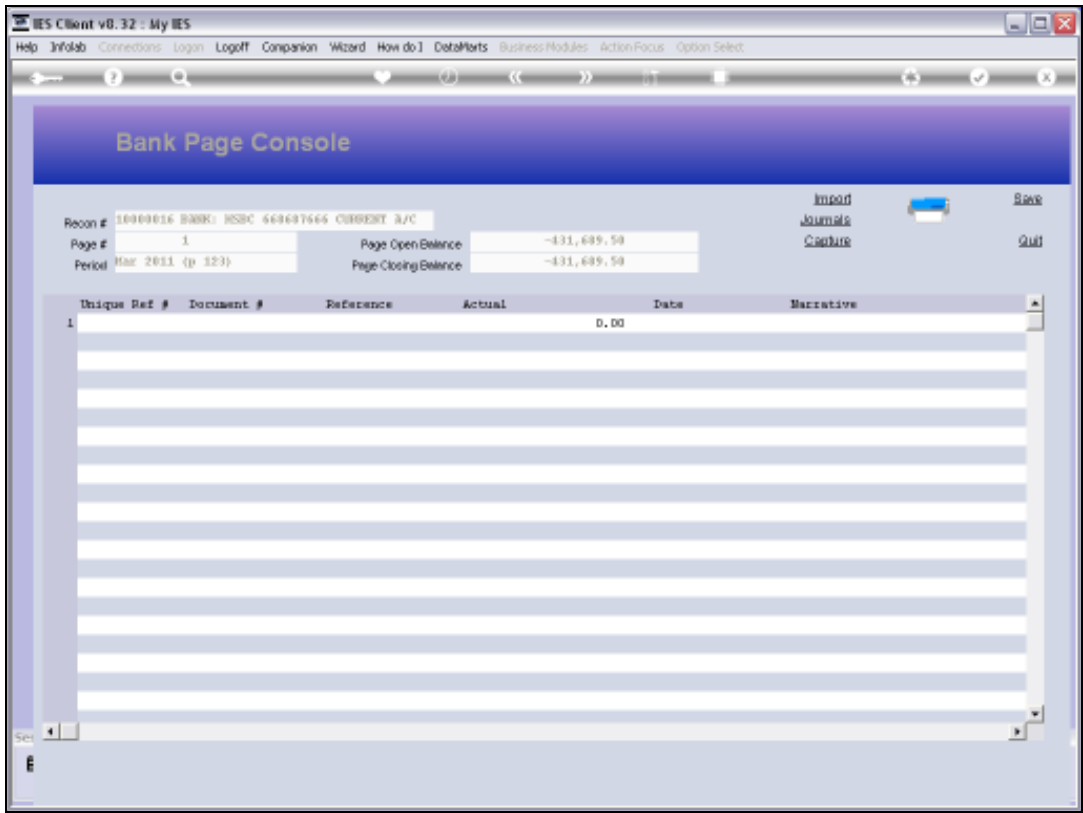 IES Client v8.32 : My IES
Help Infolab Connections Logon Logoff Companion Wizard How do I DataMarts Business Modules Action Focus Option Select
Bank Page Console
Import Save
Recon # 10000016 BANK: HSBC 668687666 CURRENT A/C Journals
Page # 1 Page Open Balance -431,689.50 Capture Quit
Period Mar 2011 (p 123) Page Closing Balance -431,689.50
Unique Ref # Document # Reference Actual Date Narrative
1 0.00
Ses